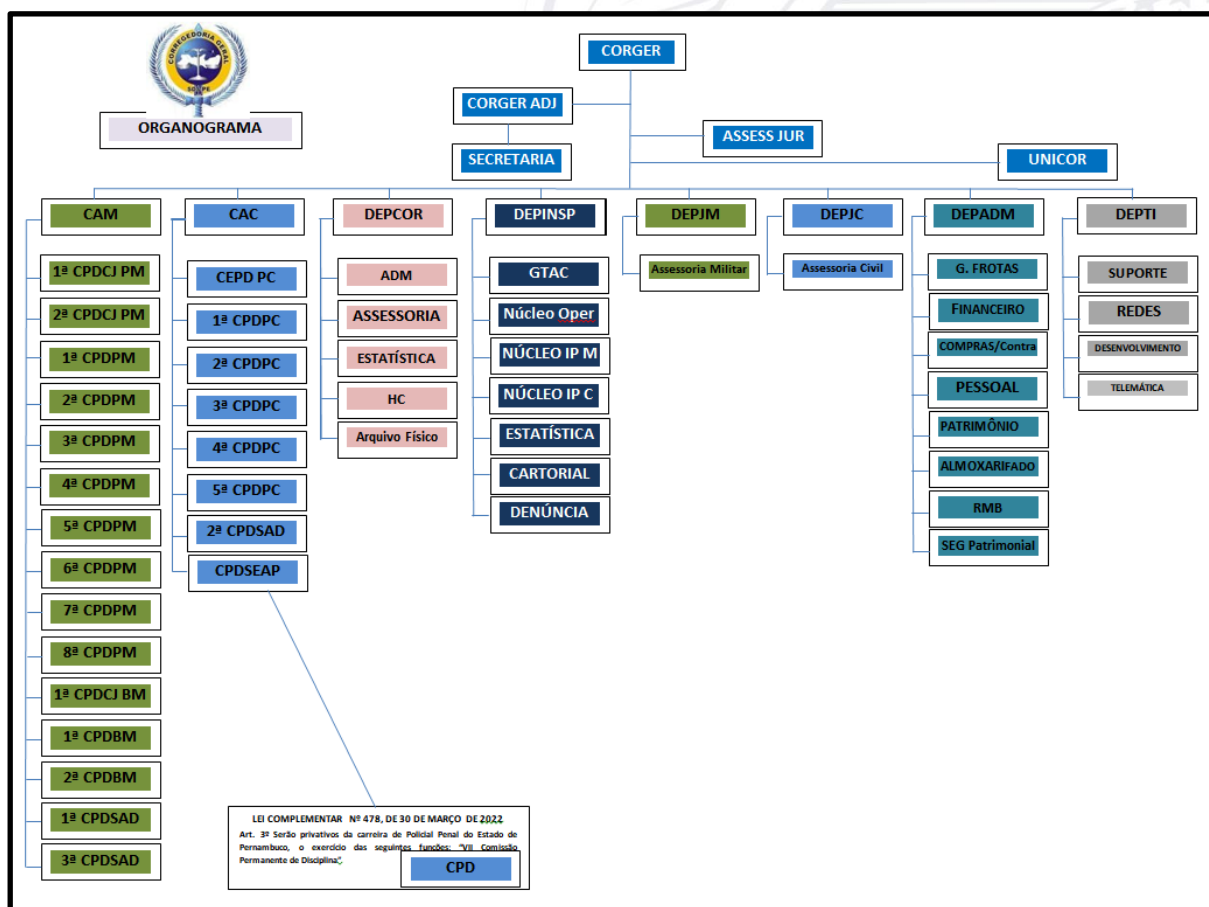 CORREGEDORIA GERAL
ORGANOGRAMA
CORGER
CORGER ADJ
SECRETARIA
ASSESS JUR
UNICOR
CAM
1ª CPDCJ PM
2ª CPDCJ PM
1ª CPDPM
2ª CPDPM
3ª CPDPM
4ª CPDPM
5ª CPDPM
6ª CPDPM
7ª CPDPM
8ª CPDPM
1ª CPDCJ BM
1ª CPDBM
2ª CPDBM
1ª CPDSAD
3ª CPDSAD
CAC
CEPD PC
1ª CPDPC
2ª CPDPC
3ª CPDPC
4ª CPDPC
5ª CPDPC
2ª CPDSAD
CPDSEAP
DEPCOR
ADM
ASSESSORIA
ESTATÍSTICA
HC
Arquivo Físico
DEPINSP
GTAC
Núcleo Oper
NÚCLEO IP M
NÚCLEO IP C
ESTATÍSTICA
CARTORIAL
DENÚNCIA
DEPJM
Assessoria Militar
DEPJC
Assessoria Civil
DEPADM
G. FROTAS
FINANCEIRO
COMPRAS/Contra
PESSOAL
PATRIMÔNIO
ALMOXARIFADO
RMB
SEG Patrimonial
DEPTI
SUPORTE
REDES
DESENVOLVIMENTO
TELEMÁTICA
LEI COMPLEMENTAR Nº 478, DE 30 DE MARÇO DE 2022
Art. 3º Serão privativos da carreira de Policial Penal do Estado de
Pernambuco, o exercício das seguintes funções: "VII Comissão
Permanente de Disciplina".
CPD